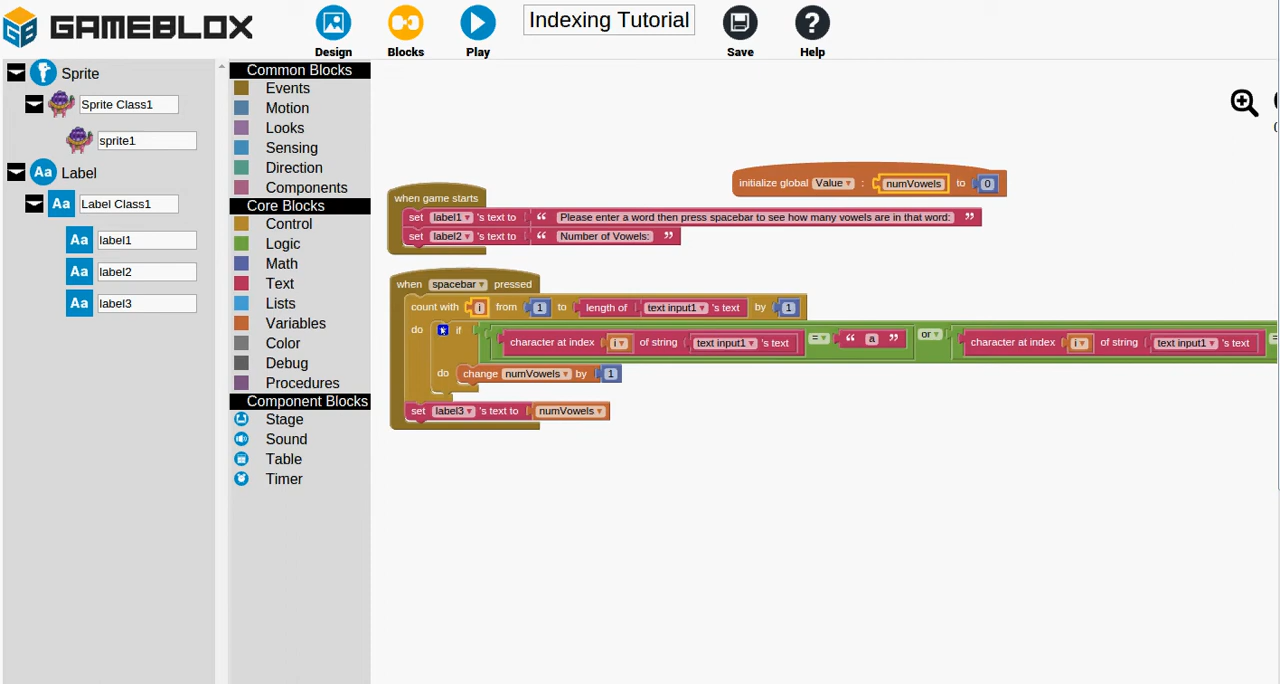 GAMEBLOX
Design
Blocks
Play
Indexing Tutorial
Save
Help
Sprite
Sprite Class1
sprite1
Label
Label Class1
label1
label2
label3
Common Blocks
Events
Motion
Looks
Sensing
Direction
Components
Core Blocks
Control
Logic
Math
Text
Lists
Variables
Color
Debug
Procedures
Component Blocks
Stage
Sound
Table
Timer
initialize global Value : numVowels to 0
when game starts
set label1 's text to “ Please enter a word then press spacebar to see how many vowels are in that word: ”
set label2 's text to “ Number of Vowels: ”
when spacebar pressed
count with i from 1 to length of text input1 's text by 1
do if character at index i of string text input1 's text = “ a ” or character at index i of string text input1 's text =
do change numVowels by 1
set label3 's text to numVowels